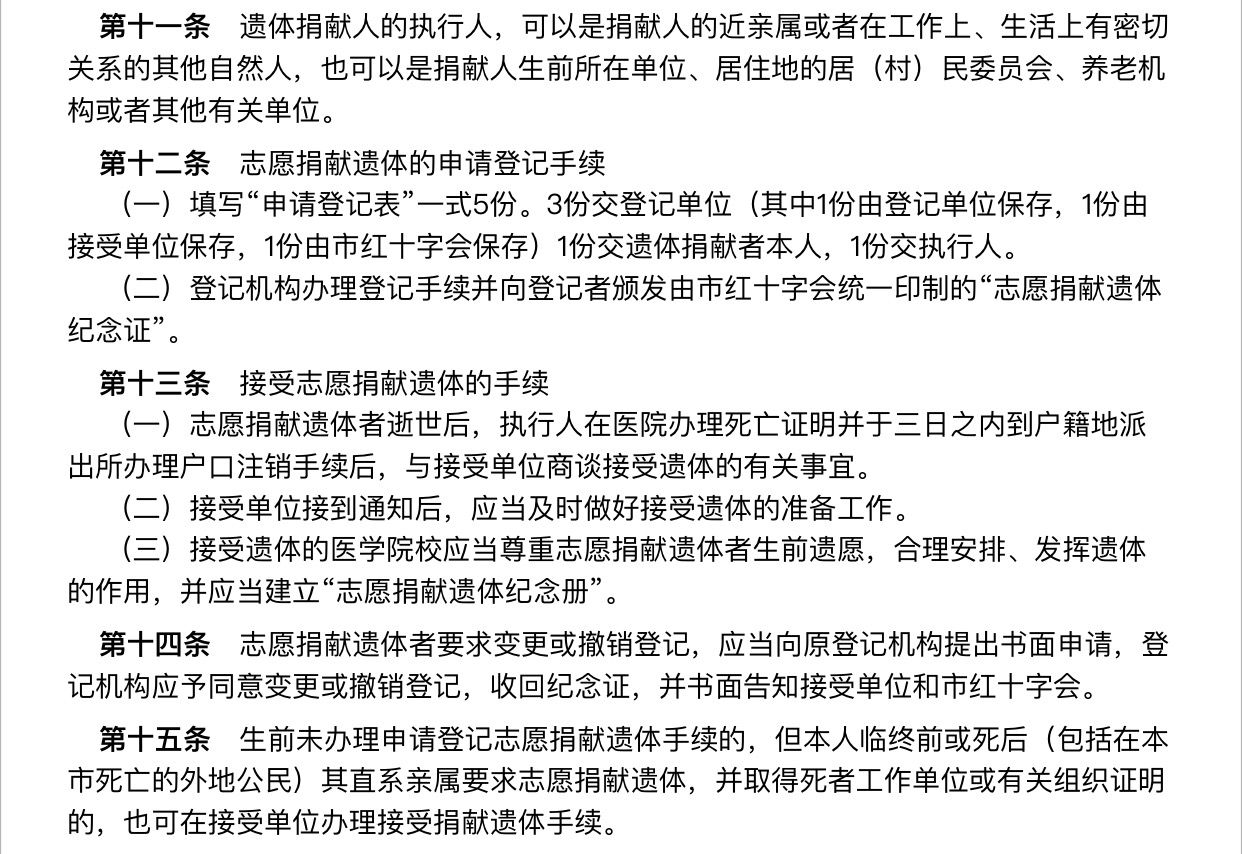 第十一条　遗体捐献人的执行人，可以是捐献人的近亲属或者在工作上、生活上有密切
关系的其他自然人，也可以是捐献人生前所在单位、居住地的居（村）民委员会、养老机
构或者其他有关单位。
第十二条　志愿捐献遗体的申请登记手续
（一）填写“申请登记表”一式5份。3份交登记单位（其中1份由登记单位保存，1份由
接受单位保存，1份由市红十字会保存）1份交遗体捐献者本人，1份交执行人。
（二）登记机构办理登记手续并向登记者颁发由市红十字会统一印制的“志愿捐献遗体
纪念证”。
第十三条　接受志愿捐献遗体的手续
（一）志愿捐献遗体者逝世后，执行人在医院办理死亡证明并于三日之内到户籍地派
出所办理户口注销手续后，与接受单位商谈接受遗体的有关事宜。
（二）接受单位接到通知后，应当及时做好接受遗体的准备工作。
（三）接受遗体的医学院校应当尊重志愿捐献遗体者生前遗愿，合理安排、发挥遗体
的作用，并应当建立“志愿捐献遗体纪念册”。
第十四条　志愿捐献遗体者要求变更或撤销登记，应当向原登记机构提出书面申请，登
记机构应予同意变更或撤销登记，收回纪念证，并书面告知接受单位和市红十字会。
第十五条　生前未办理申请登记志愿捐献遗体手续的，但本人临终前或死后（包括在本
市死亡的外地公民）其直系亲属要求志愿捐献遗体，并取得死者工作单位或有关组织证明
的，也可在接受单位办理接受捐献遗体手续。